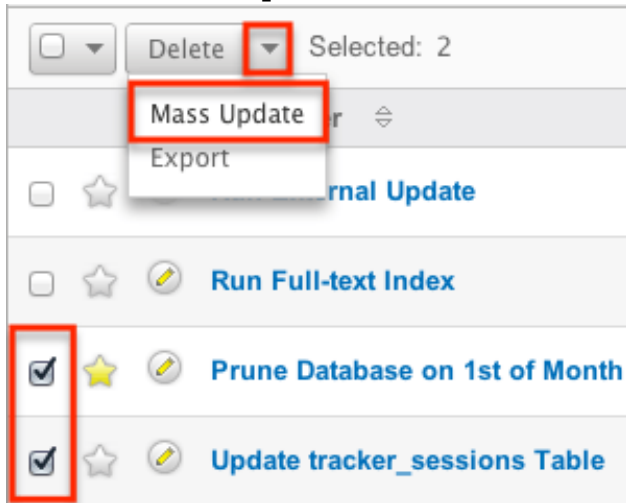 Delete Selected: 2
Mass Update
Export
Run Full-text Index
Prune Database on 1st of Month
Update tracker_sessions Table